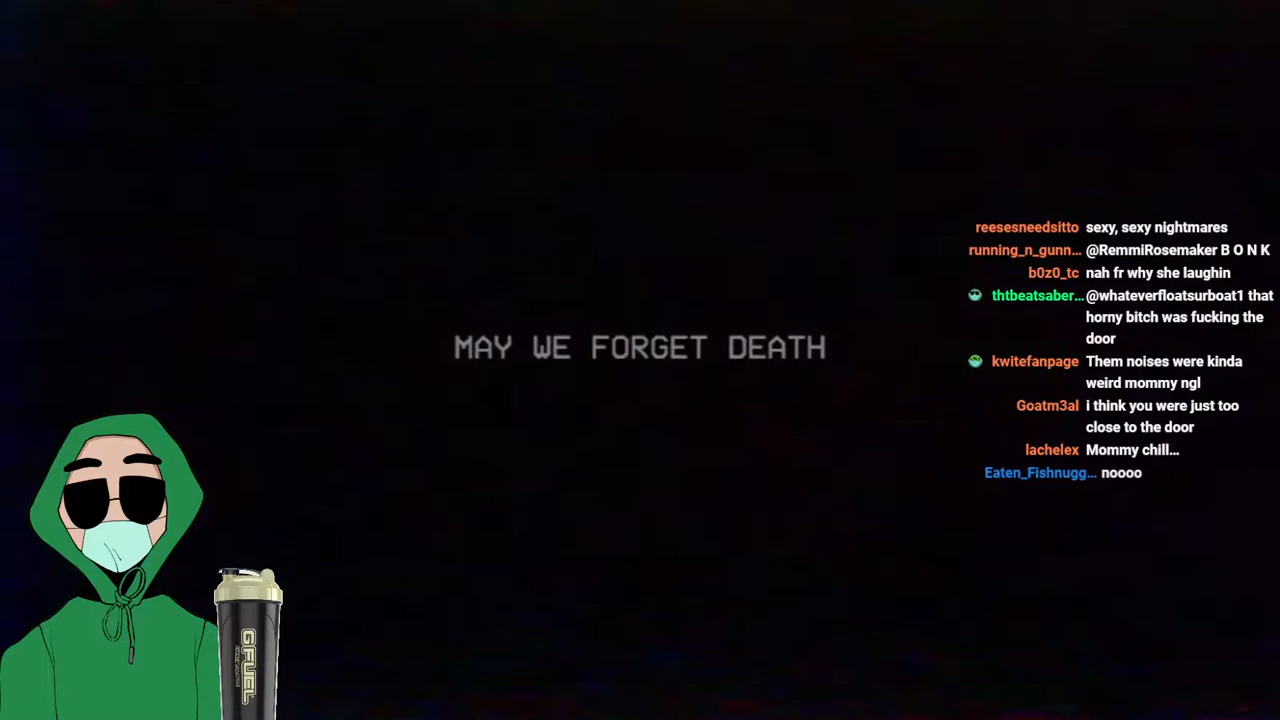 reesesneedsitto sexy, sexy nightmares
running_n_gunn... @RemmiRosemaker B O N K
b0z0_tc nah fr why she laughin
thtbeatsaber... @whateverfloatsurboat1 that
horny bitch was fucking the
door
MAY WE FORGET DEATH
kwitefanpage Them noises were kinda
weird mommy ngl
Goatm3al i think you were just too
close to the door
lachelex Mommy chill...
Eaten_Fishnugg... noooo
GFUEL